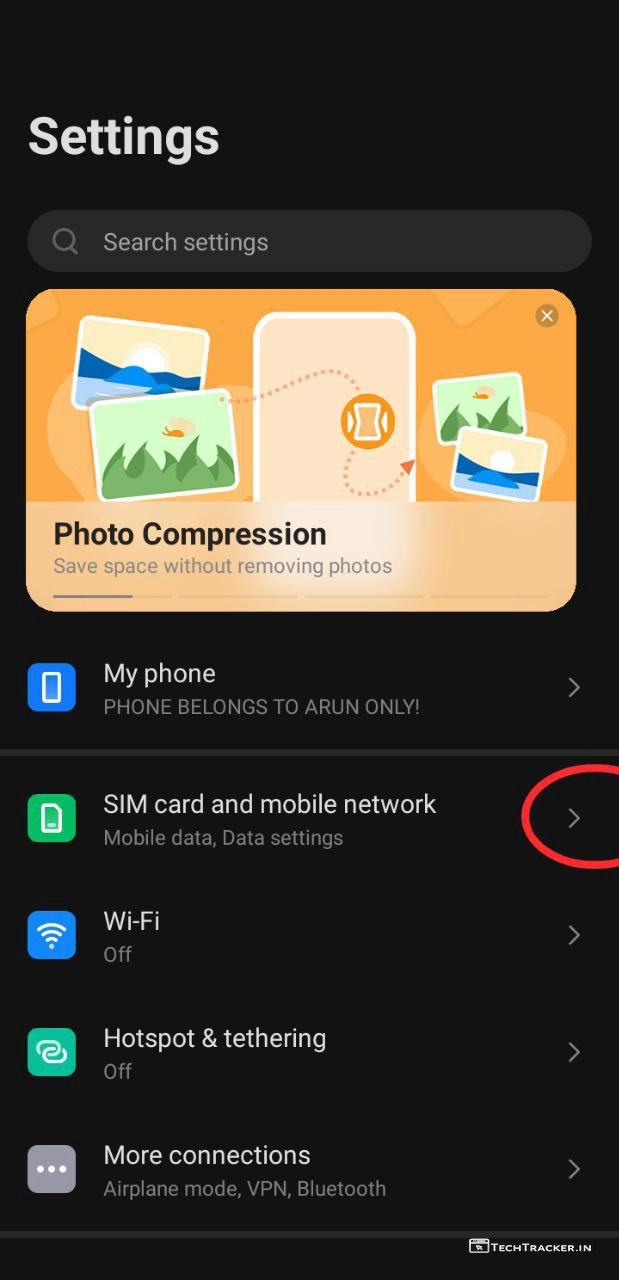 Settings
Search settings
Photo Compression
Save space without removing photos
My phone
PHONE BELONGS TO ARUN ONLY!
SIM card and mobile network
Mobile data, Data settings
Wi-Fi
Off
Hotspot & tethering
Off
More connections
Airplane mode, VPN, Bluetooth
TECHTRACKER.IN